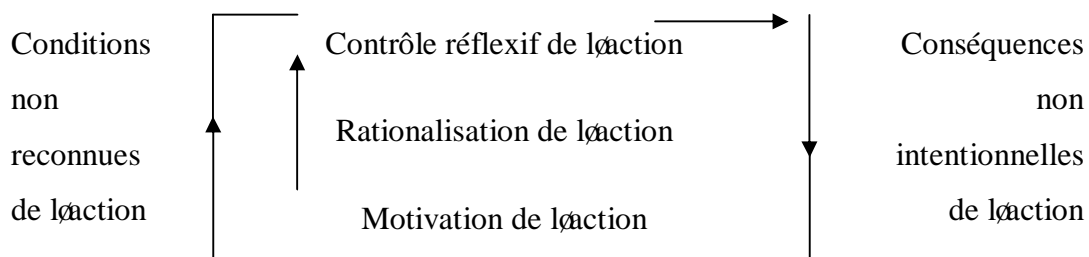 Conditions
non
reconnues
de løaction
Contrôle réflexif de løaction
Rationalisation de løaction
Motivation de løaction
Conséquences
non
intentionnelles
de løaction